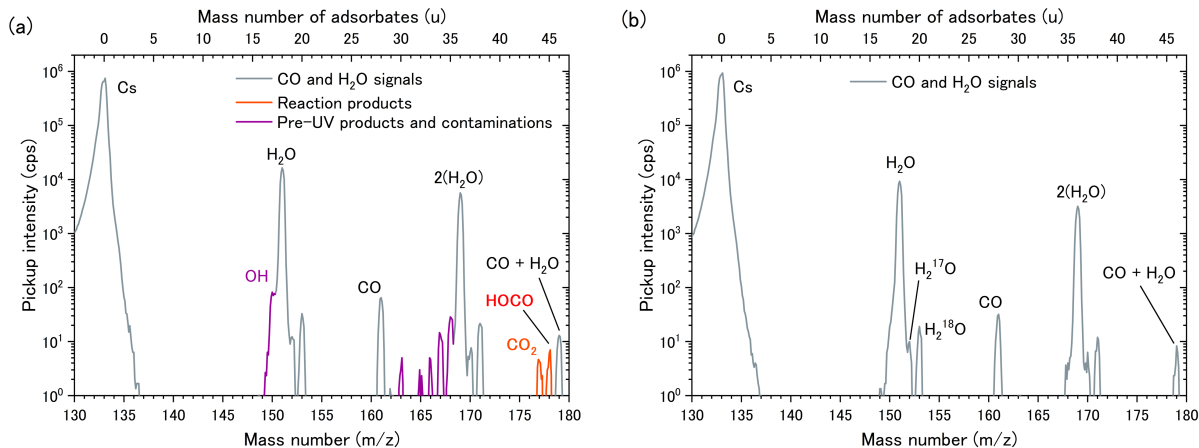 (a)
Mass number of adsorbates (u)
0 5 10 15 20 25 30 35 40 45
Pickup intensity (cps)
10⁶
10⁵
10⁴
10³
10²
10¹
10⁰
Cs
CO and H₂O signals
Reaction products
Pre-UV products and contaminations
H₂O
2(H₂O)
OH
CO
CO + H₂O
HOCO
CO₂
130 135 140 145 150 155 160 165 170 175 180
Mass number (m/z)
(b)
Mass number of adsorbates (u)
0 5 10 15 20 25 30 35 40 45
Pickup intensity (cps)
10⁶
10⁵
10⁴
10³
10²
10¹
10⁰
Cs
CO and H₂O signals
H₂O
2(H₂O)
H₂¹⁷O
CO + H₂O
CO
H₂¹⁸O
130 135 140 145 150 155 160 165 170 175 180
Mass number (m/z)